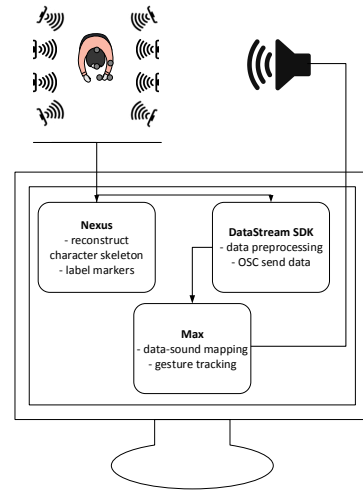 Nexus
- reconstruct
character skeleton
- label markers
DataStream SDK
- data preprocessing
- OSC send data
Max
- data-sound mapping
- gesture tracking